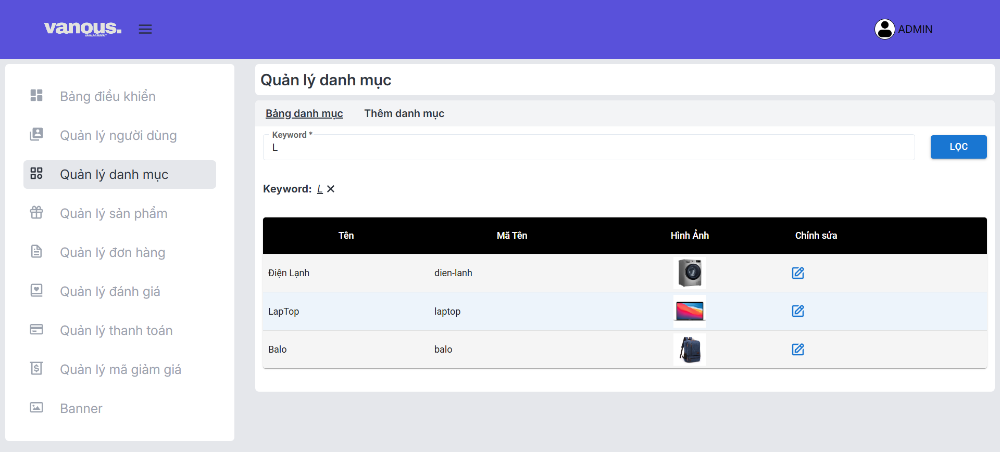 vanous.
MANAGEMENT
ADMIN
Bảng điều khiển
Quản lý người dùng
Quản lý danh mục
Quản lý sản phẩm
Quản lý đơn hàng
Quản lý đánh giá
Quản lý thanh toán
Quản lý mã giảm giá
Banner
Quản lý danh mục
Bảng danh mục Thêm danh mục
Keyword *
L
LỌC
Keyword: L
Tên Mã Tên Hình Ảnh Chỉnh sửa
Điện Lạnh dien-lanh
LapTop laptop
Balo balo